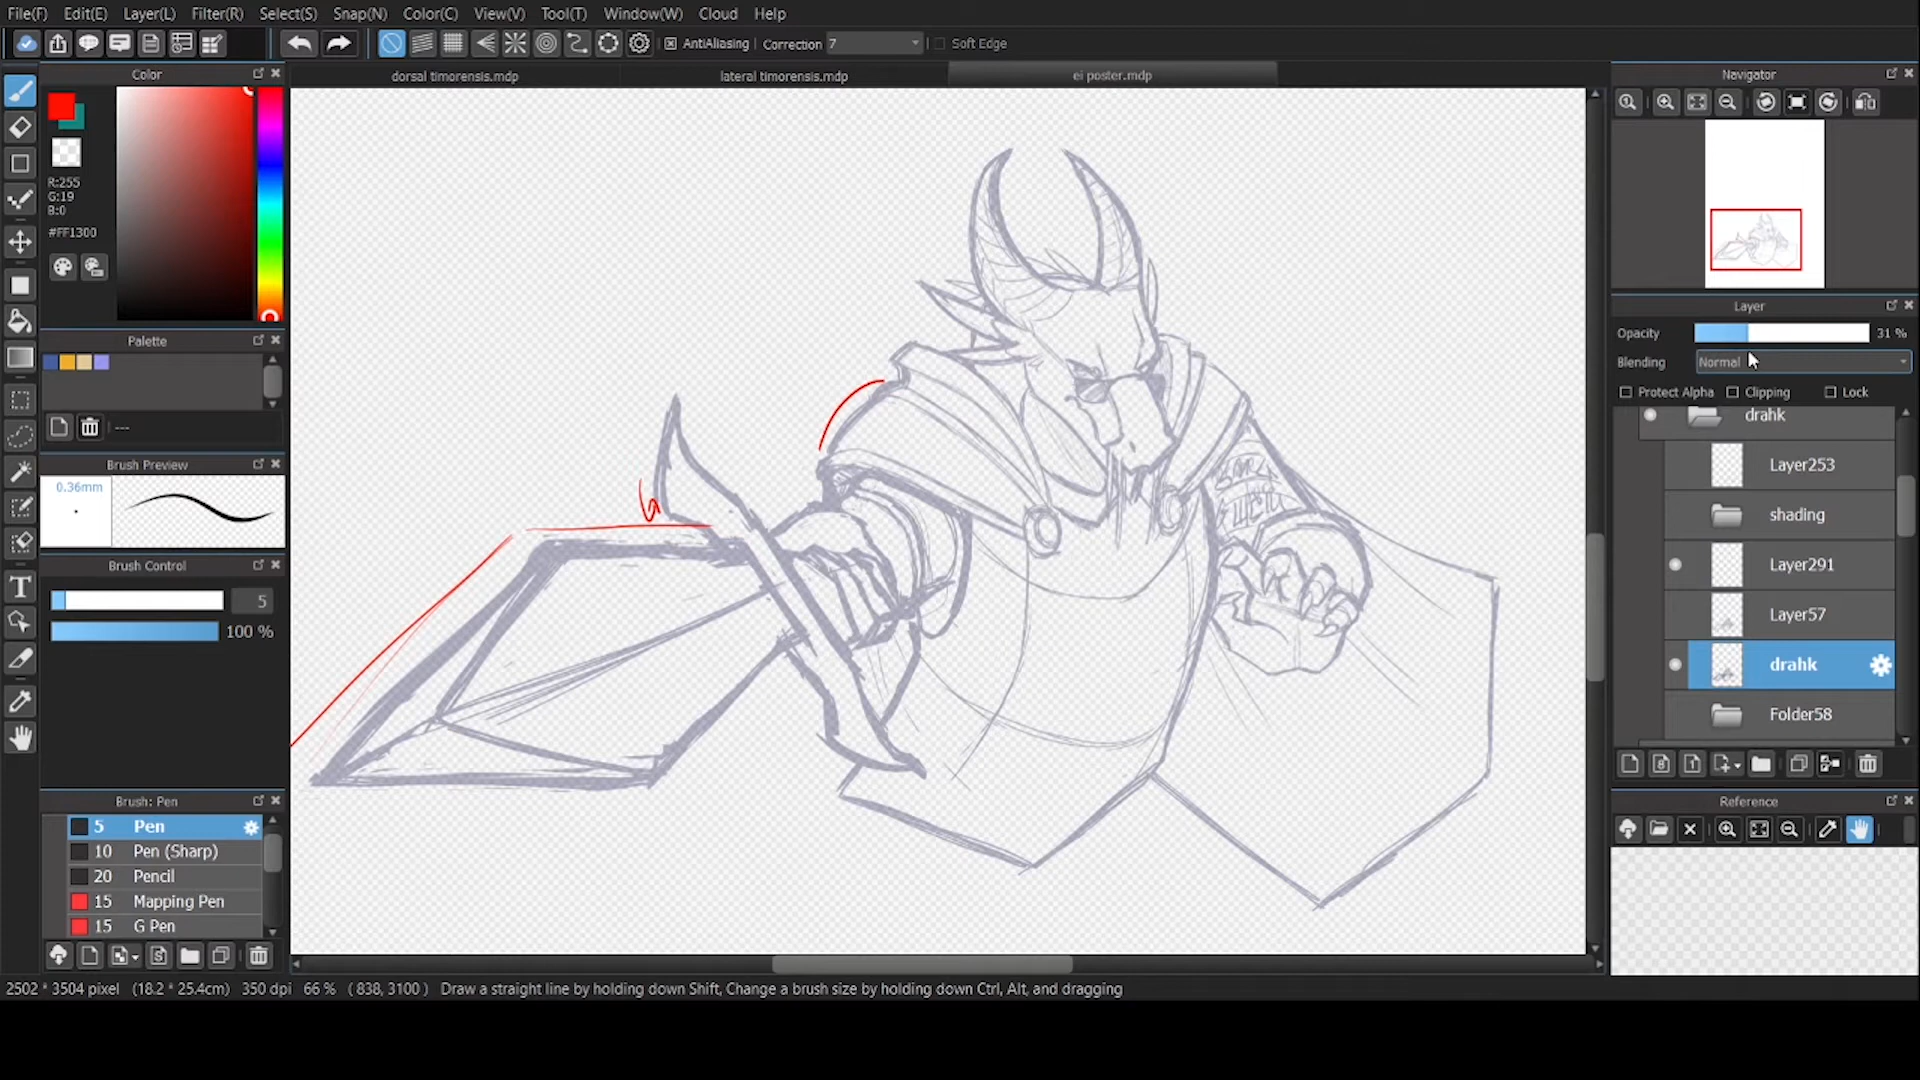 File(F) Edit(E) Layer(L) Filter(R) Select(S) Snap(N) Color(C) View(V) Tool(T) Window(W) Cloud Help
AntiAliasing Correction 7 Soft Edge
Color
dorsal timorensis.mdp lateral timorensis.mdp ei poster.mdp
Navigator
R:255
G:19
B:0
#FF1300
Layer
Opacity 31 %
Blending Normal
Protect Alpha Clipping Lock
drahk
Layer253
shading
Layer291
Layer57
drahk
Folder58
Palette
---
Brush Preview
0.36mm
Brush Control
5
100 %
Brush: Pen
5 Pen
10 Pen (Sharp)
20 Pencil
15 Mapping Pen
15 G Pen
Reference
2502 * 3504 pixel (18.2 * 25.4cm) 350 dpi 66 % ( 838, 3100 ) Draw a straight line by holding down Shift, Change a brush size by holding down Ctrl, Alt, and dragging